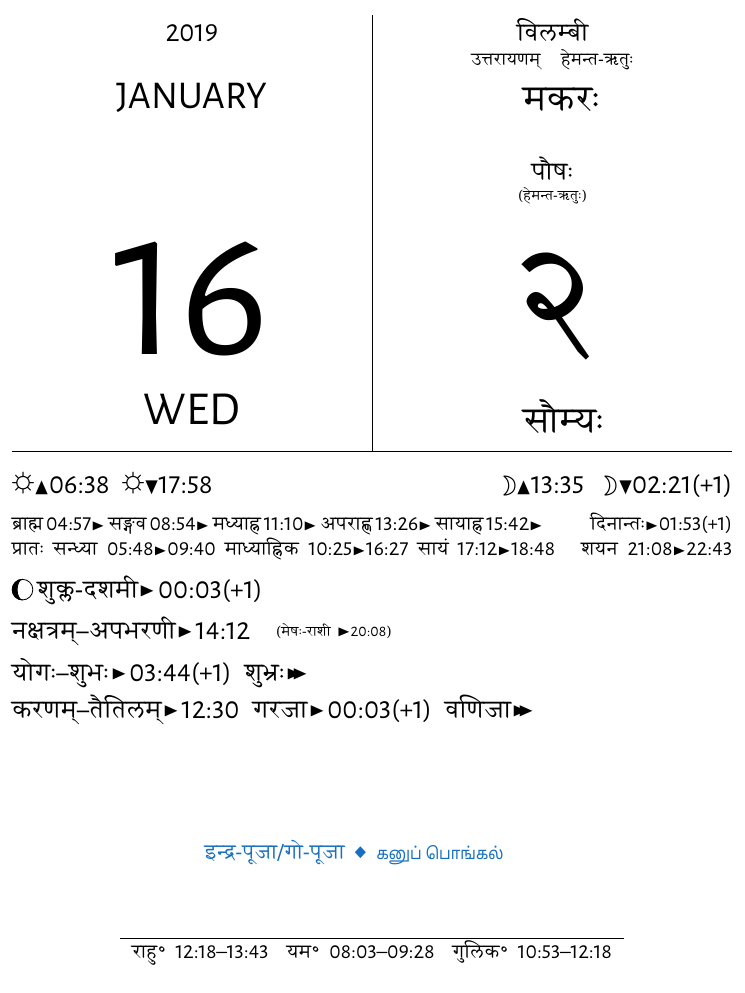 2019
JANUARY
16
WED
विलम्बी
उत्तरायणम् हेमन्त-ऋतुः
मकरः
पौषः
(हेमन्त-ऋतुः)
२
सौम्यः
☼▲06:38 ☼▼17:58 ☽▲13:35 ☽▼02:21(+1)
ब्राह्म 04:57► सङ्गव 08:54► मध्याह्न 11:10► अपराह्ण 13:26► सायाह्न 15:42► दिनान्तः►01:53(+1)
प्रातः सन्ध्या 05:48►09:40 माध्याह्निक 10:25►16:27 सायं 17:12►18:48 शयन 21:08►22:43
शुक्ल-दशमी► 00:03(+1)
नक्षत्रम्–अपभरणी►14:12 (मेषः-राशी ►20:08)
योगः–शुभः► 03:44(+1) शुभ्रः►►
करणम्–तैतिलम्►12:30 गरजा►00:03(+1) वणिजा►►
इन्द्र-पूजा/गो-पूजा ◆ கனுப் பொங்கல்
राहु° 12:18–13:43 यम° 08:03–09:28 गुलिक° 10:53–12:18